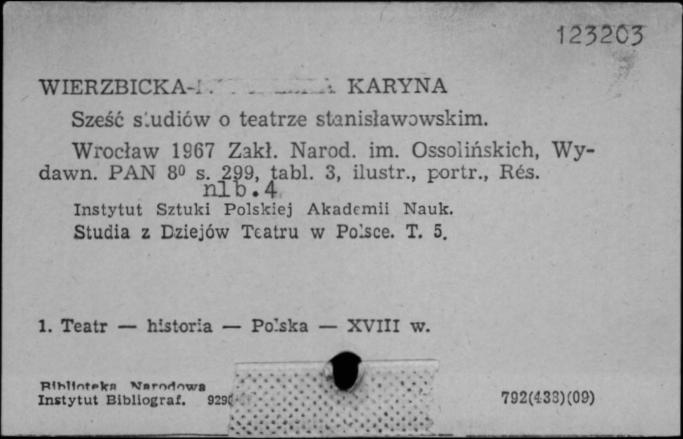 123203
WIERZBICKA- KARYNA
Sześć studiów o teatrze stanisławowskim.
Wrocław 1967 Zakł. Narod. im. Ossolińskich, Wy-
dawn. PAN 8º s. 299, tabl. 3, ilustr., portr., Rés.
nlb. 4
Instytut Sztuki Polskiej Akademii Nauk.
Studia z Dziejów Teatru w Polsce. T. 5.
1. Teatr — historia — Polska — XVIII w.
Biblioteka Narodowa
Instytut Bibliograf. 929
792(438)(09)